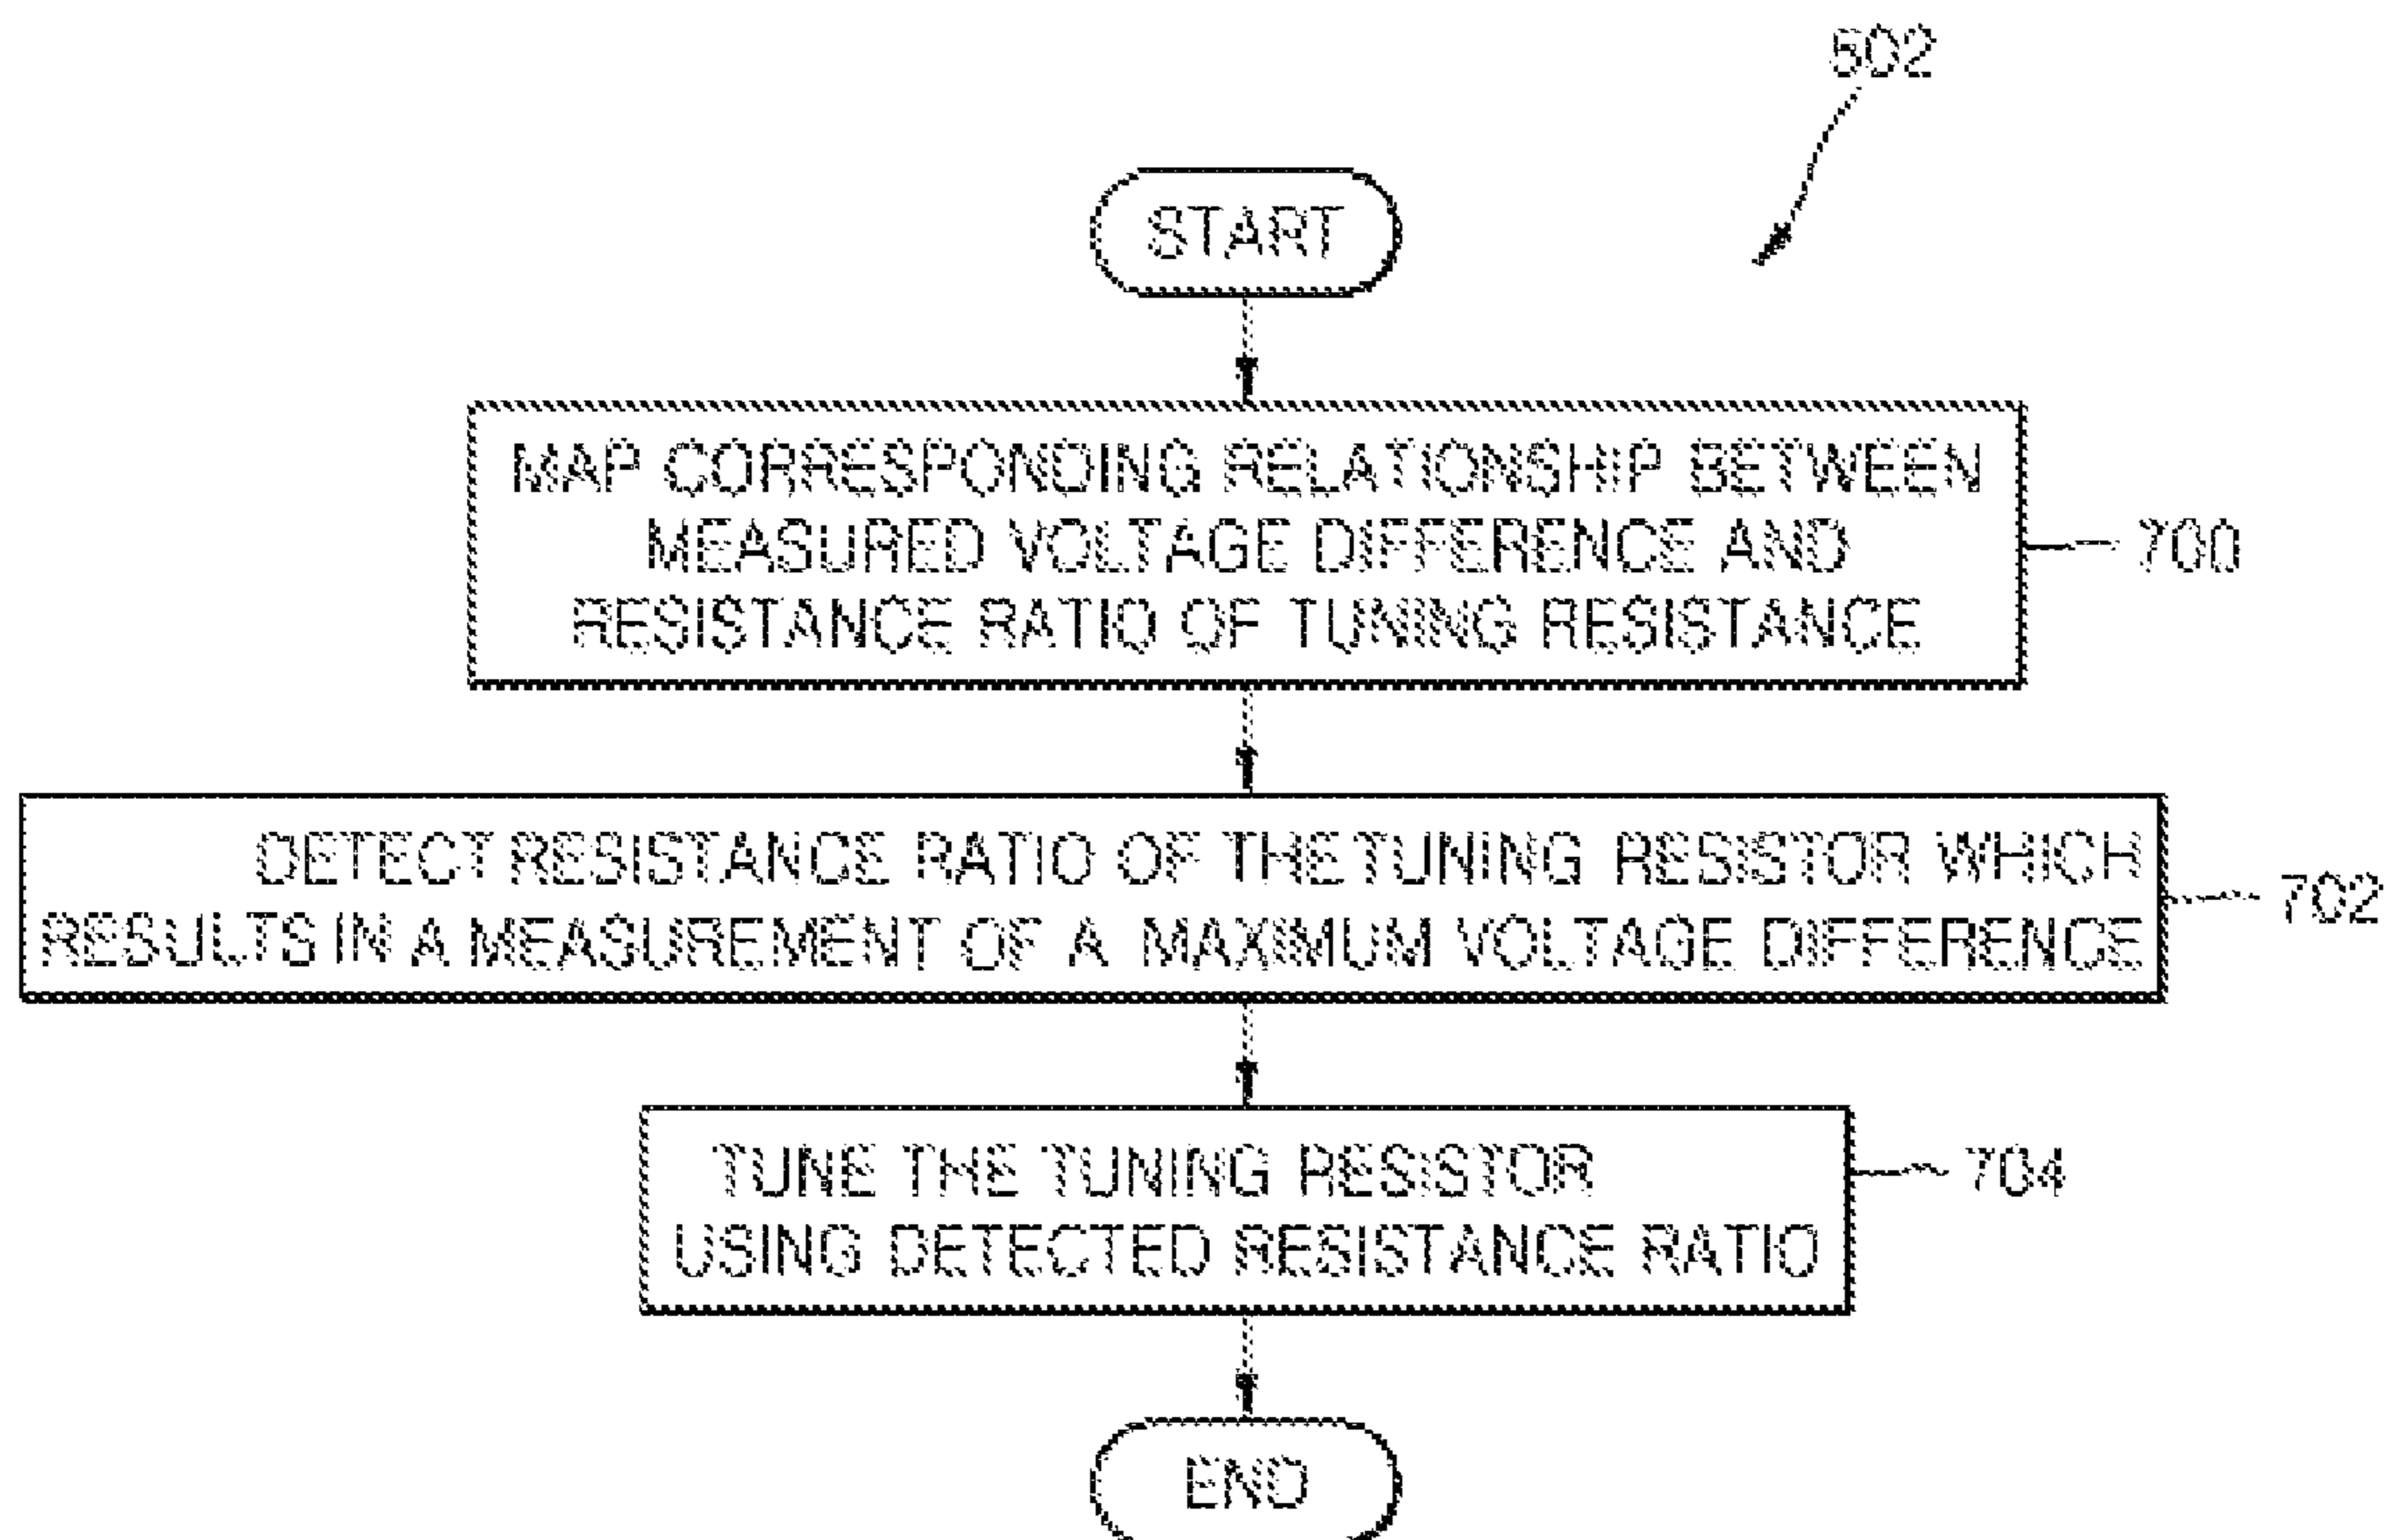 602
START
MAP CORRESPONDING RELATIONSHIP BETWEEN
MEASURED VOLTAGE DIFFERENCE AND
RESISTANCE RATIO OF TUNING RESISTANCE
700
DETECT RESISTANCE RATIO OF THE TUNING RESISTOR WHICH
RESULTS IN A MEASUREMENT OF A MAXIMUM VOLTAGE DIFFERENCE
702
TUNE THE TUNING RESISTOR
USING DETECTED RESISTANCE RATIO
704
END